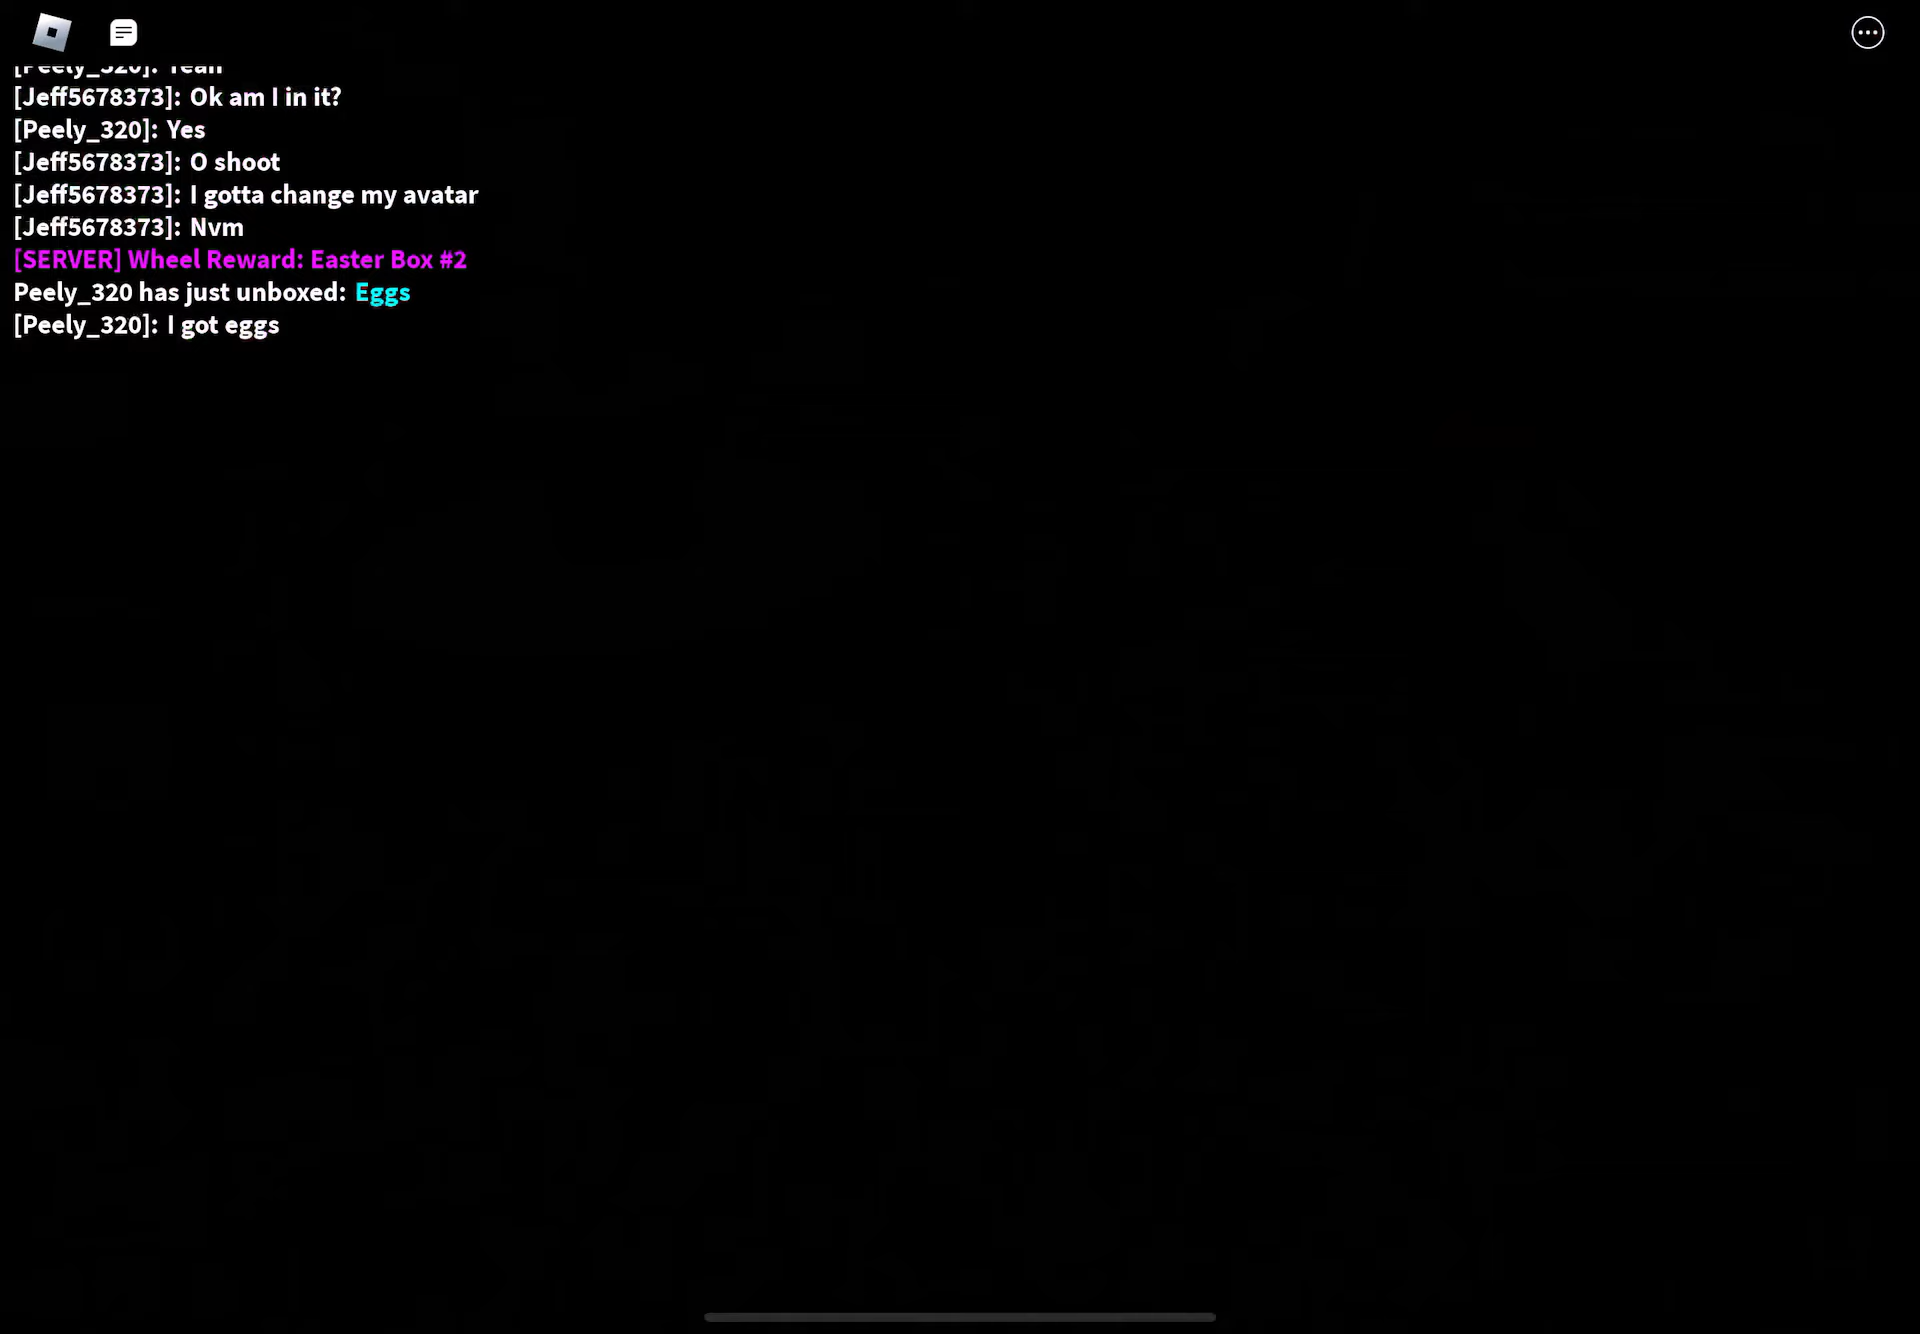 [Peely_320]: Yeah
[Jeff5678373]: Ok am I in it?
[Peely_320]: Yes
[Jeff5678373]: O shoot
[Jeff5678373]: I gotta change my avatar
[Jeff5678373]: Nvm
[SERVER] Wheel Reward: Easter Box #2
Peely_320 has just unboxed: Eggs
[Peely_320]: I got eggs